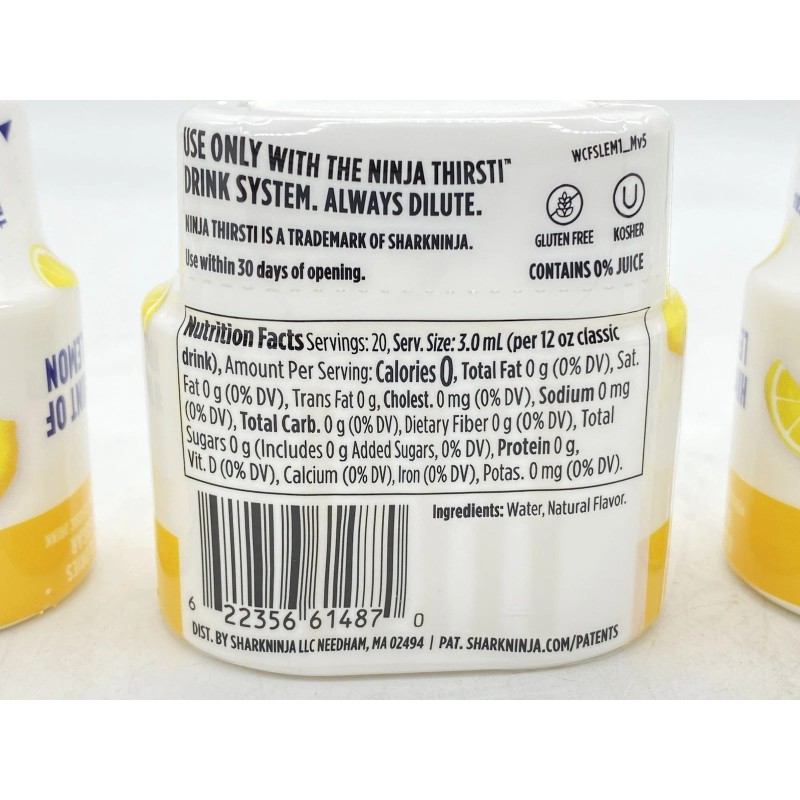 USE ONLY WITH THE NINJA THIRSTI™
DRINK SYSTEM. ALWAYS DILUTE.
NINJA THIRSTI IS A TRADEMARK OF SHARKNINJA.
Use within 30 days of opening.
WCFSLEM1_Mv5
U
GLUTEN FREE
KOSHER
CONTAINS 0% JUICE
Nutrition Facts Servings: 20, Serv. Size: 3.0 mL (per 12 oz classic
drink), Amount Per Serving: Calories 0, Total Fat 0 g (0% DV), Sat.
Fat 0 g (0% DV), Trans Fat 0 g, Cholest. 0 mg (0% DV), Sodium 0 mg
(0% DV), Total Carb. 0 g (0% DV), Dietary Fiber 0 g (0% DV), Total
Sugars 0 g (Includes 0 g Added Sugars, 0% DV), Protein 0 g,
Vit. D (0% DV), Calcium (0% DV), Iron (0% DV), Potas. 0 mg (0% DV).
Ingredients: Water, Natural Flavor.
6 22356 61487 0
DIST. BY SHARKNINJA LLC NEEDHAM, MA 02494 | PAT. SHARKNINJA.COM/PATENTS
OF